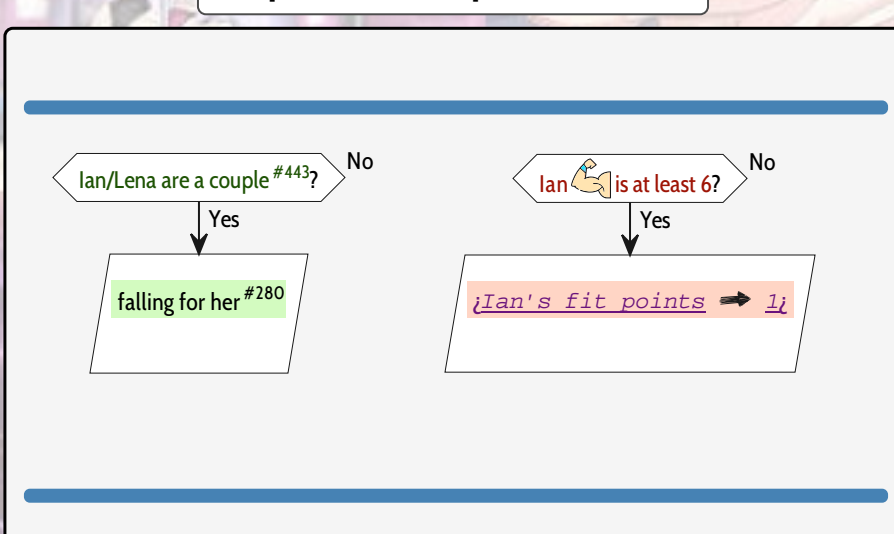 Ian/Lena are a couple #443?
No
Yes
falling for her #280
Ian 💪 is at least 6?
No
Yes
¿Ian's fit points ➡ 1¿